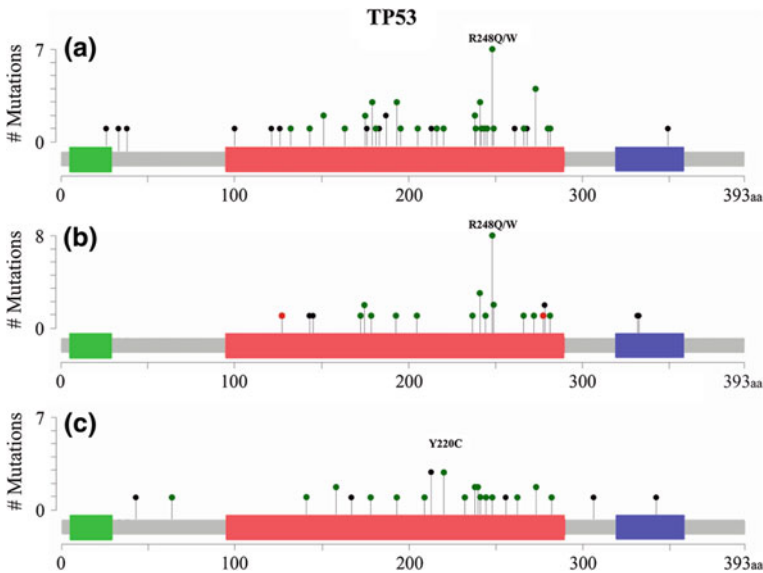 TP53
(a)
R248Q/W
# Mutations
7
0
0
100
200
300
393aa
(b)
R248Q/W
# Mutations
8
0
0
100
200
300
393aa
(c)
Y220C
# Mutations
7
0
0
100
200
300
393aa